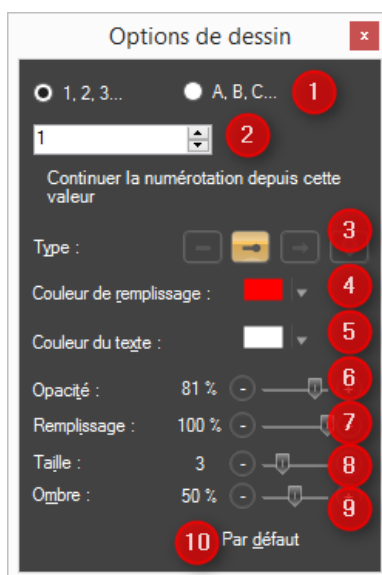 Options de dessin x
1, 2, 3... A, B, C... 1
1 2
Continuer la numérotation depuis cette
valeur
Type : 3
Couleur de remplissage : 4
Couleur du texte : 5
Opacité : 81 % - 6
Remplissage : 100 % - 7
Taille : 3 - 8
Ombre : 50 % - 9
10 Par défaut